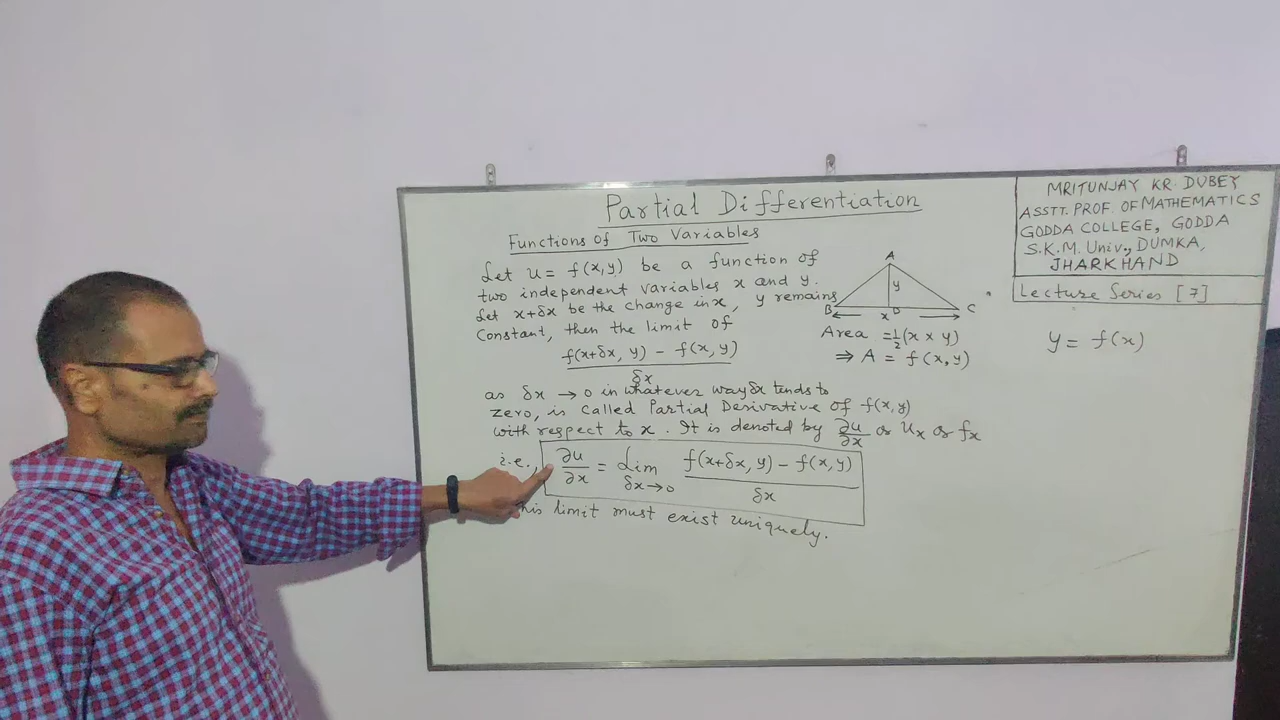 Partial Differentiation
Functions of Two Variables
Let u = f(x,y) be a function of
two independent variables x and y.
Let x+δx be the change in x, y remains
Constant, then the limit of
f(x+δx, y) - f(x,y)
δx
as δx → 0 in whatever way δx tends to
zero, is called Partial Derivative of f(x,y)
with respect to x. It is denoted by ∂u/∂x or Ux or fx
i.e., ∂u/∂x = Lim δx→0 f(x+δx, y) - f(x,y) / δx
limit must exist uniquely.
A
y
B D C
x
Area = 1/2 (x × y)
⇒ A = f(x,y)
MRITUNJAY KR. DUBEY
ASSTT. PROF. OF MATHEMATICS
GODDA COLLEGE, GODDA
S.K.M. Univ., DUMKA,
JHARKHAND
Lecture Series [7]
y = f(x)